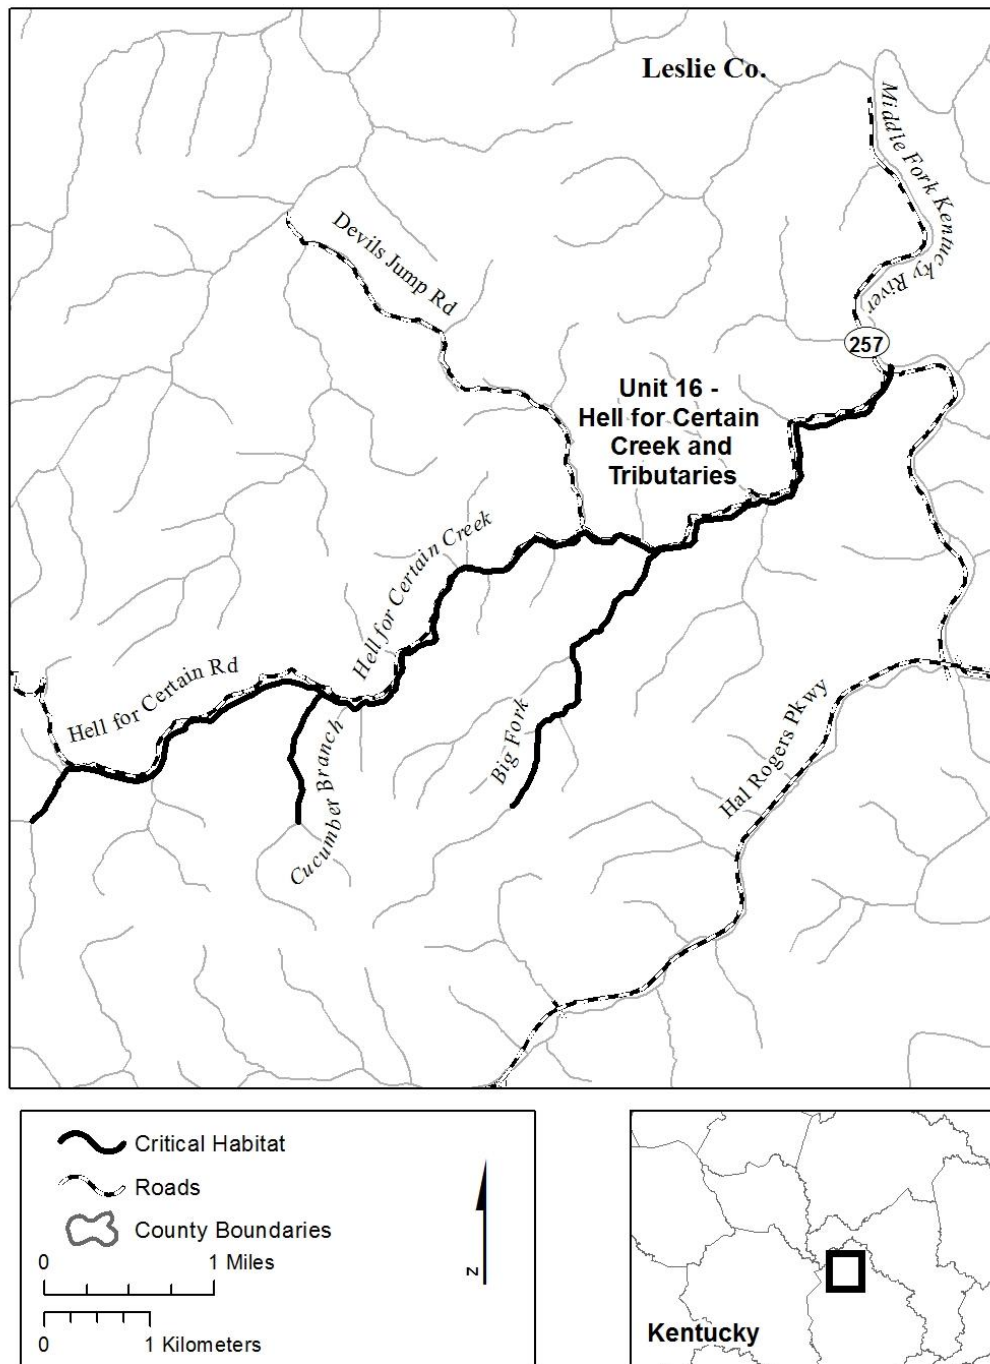 Leslie Co.
Middle Fork Kentucky
River
Devils Jump Rd
257
Unit 16 -
Hell for Certain
Creek and
Tributaries
Hell for Certain Creek
Hell for Certain Rd
Cucumber Branch
Big Fork
Hal Rogers Pkwy
Critical Habitat
Roads
County Boundaries
0 1 Miles
0 1 Kilometers
N
Kentucky